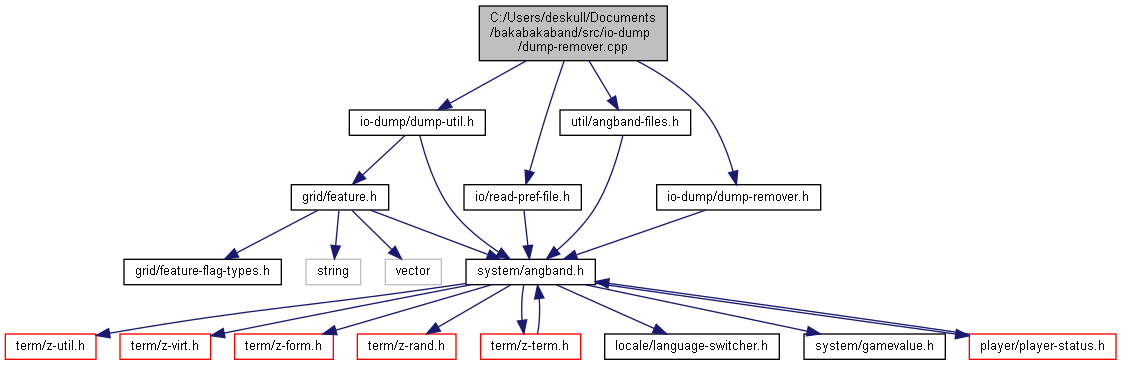 C:/Users/deskull/Documents
/bakabakaband/src/io-dump
/dump-remover.cpp
io-dump/dump-util.h
util/angband-files.h
grid/feature.h
io/read-pref-file.h
io-dump/dump-remover.h
grid/feature-flag-types.h
string
vector
system/angband.h
term/z-util.h
term/z-virt.h
term/z-form.h
term/z-rand.h
term/z-term.h
locale/language-switcher.h
system/gamevalue.h
player/player-status.h